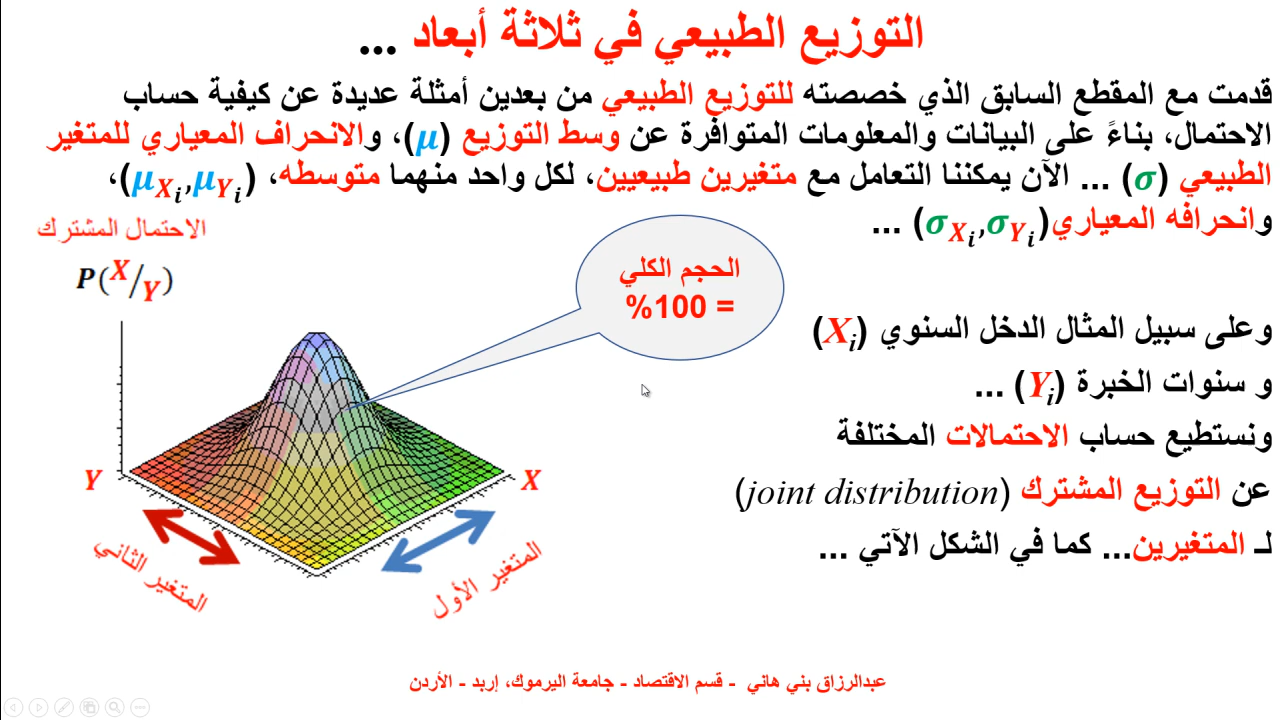 التوزيع الطبيعي في ثلاثة أبعاد ...
قدمت مع المقطع السابق الذي خصصته للتوزيع الطبيعي من بعدين أمثلة عديدة عن كيفية حساب
الاحتمال، بناءً على البيانات والمعلومات المتوافرة عن وسط التوزيع (μ)، والانحراف المعياري للمتغير
الطبيعي (σ) ... الآن يمكننا التعامل مع متغيرين طبيعيين، لكل واحد منهما متوسطه، (μXi,μYi)،
وانحرافه المعياري(σXi,σYi) ...
الاحتمال المشترك
P(X/Y)
الحجم الكلي
= 100%
وعلى سبيل المثال الدخل السنوي (Xi)
و سنوات الخبرة (Yi) ...
ونستطيع حساب الاحتمالات المختلفة
عن التوزيع المشترك (joint distribution)
لـ المتغيرين... كما في الشكل الآتي ...
Y
X
المتغير الثاني
المتغير الأول
عبدالرزاق بني هاني - قسم الاقتصاد - جامعة اليرموك، إربد - الأردن